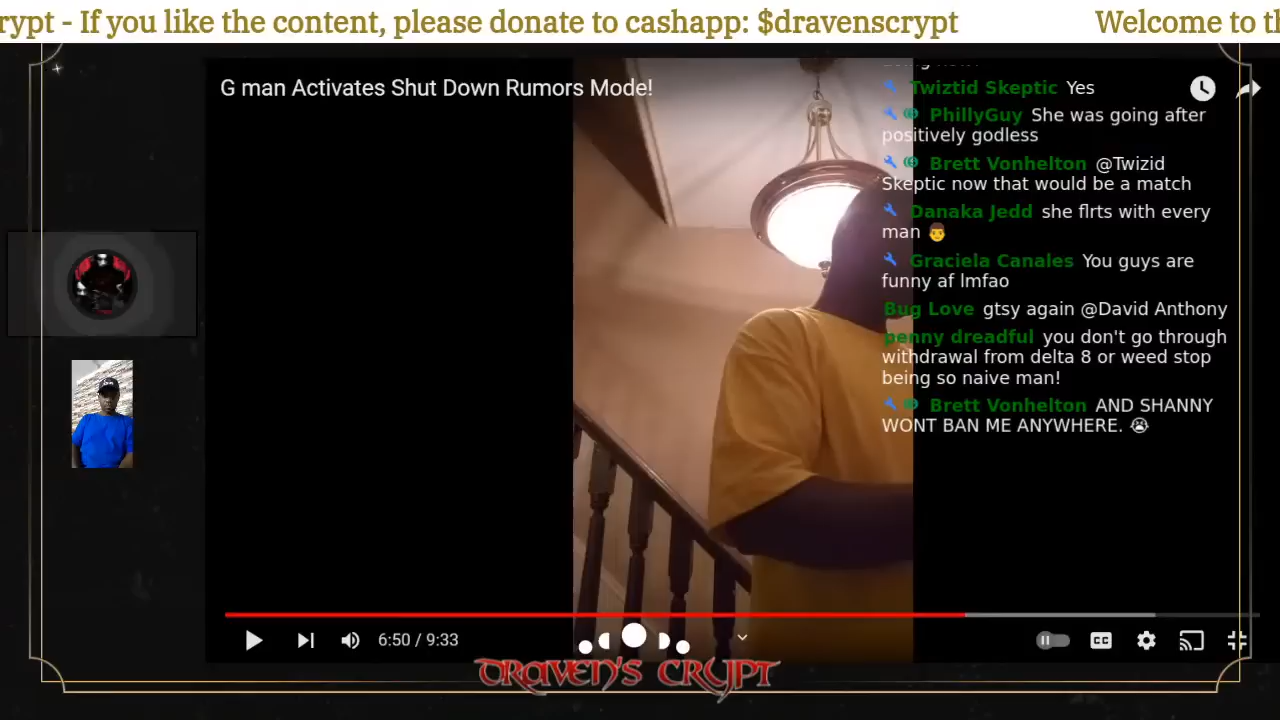 rypt - If you like the content, please donate to cashapp: $dravenscrypt Welcome to th
G man Activates Shut Down Rumors Mode!
Twiztid Skeptic Yes
PhillyGuy She was going after
positively godless
Brett Vonhelton @Twizid
Skeptic now that would be a match
Danaka Jedd she flrts with every
man 👨
Graciela Canales You guys are
funny af lmfao
Bug Love gtsy again @David Anthony
penny dreadful you don't go through
withdrawal from delta 8 or weed stop
being so naive man!
Brett Vonhelton AND SHANNY
WONT BAN ME ANYWHERE. 😭
6:50 / 9:33
CC
DRAVEN'S CRYPT